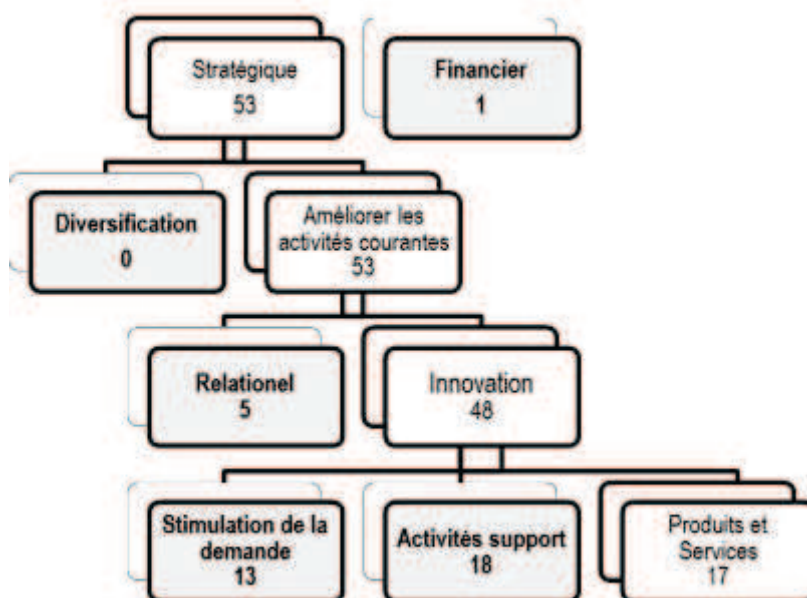 Stratégique
53
Financier
1
Diversification
0
Améliorer les
activités courantes
53
Relationel
5
Innovation
48
Stimulation de la
demande
13
Activités support
18
Produits et
Services
17